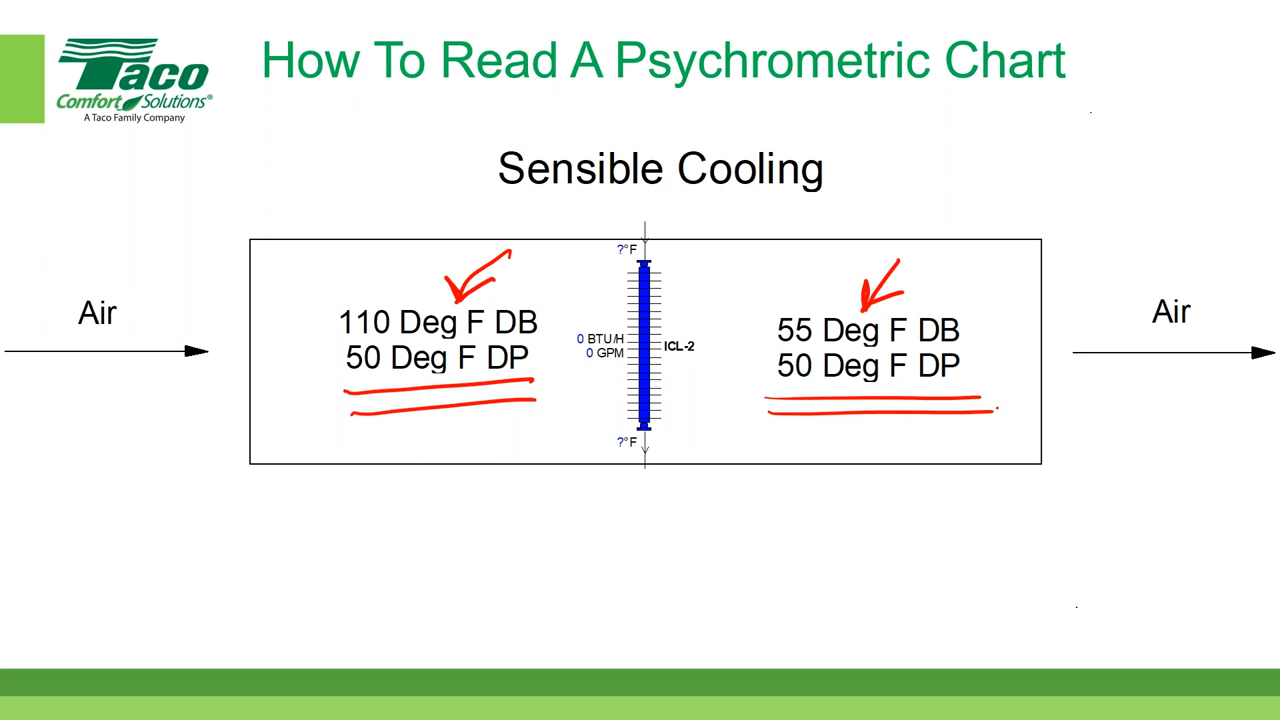 Taco
Comfort Solutions®
A Taco Family Company
How To Read A Psychrometric Chart
Sensible Cooling
Air
110 Deg F DB
50 Deg F DP
?°F
0 BTU/H
0 GPM
ICL-2
?°F
55 Deg F DB
50 Deg F DP
Air